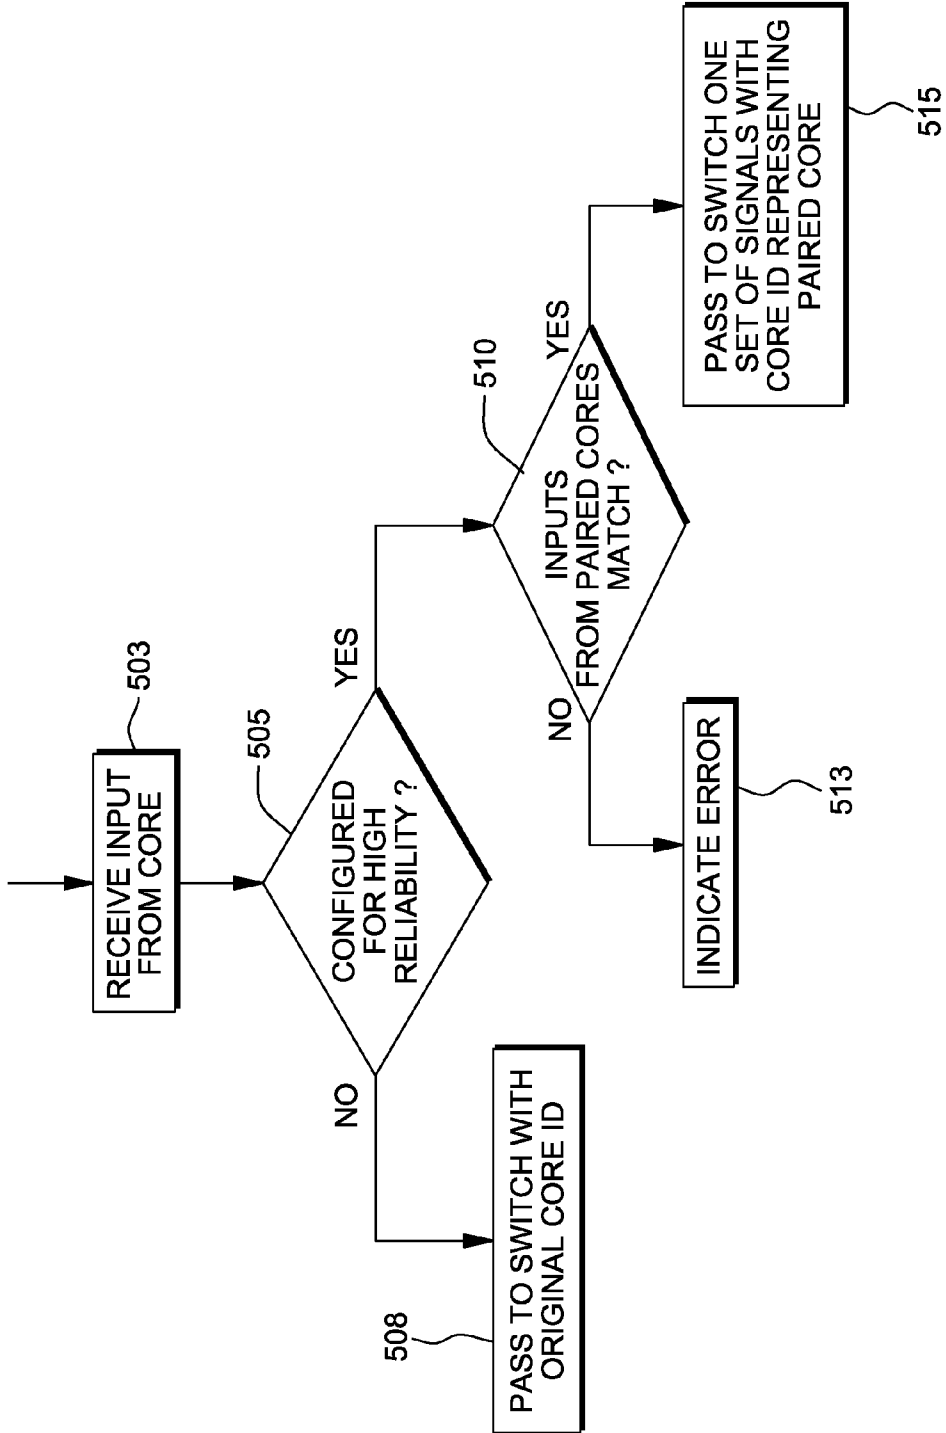 RECEIVE INPUT
FROM CORE
503
505
CONFIGURED
FOR HIGH
RELIABILITY ?
NO
YES
508
PASS TO SWITCH WITH
ORIGINAL CORE ID
510
INPUTS
FROM PAIRED CORES
MATCH ?
NO
YES
INDICATE ERROR
513
PASS TO SWITCH ONE
SET OF SIGNALS WITH
CORE ID REPRESENTING
PAIRED CORE
515